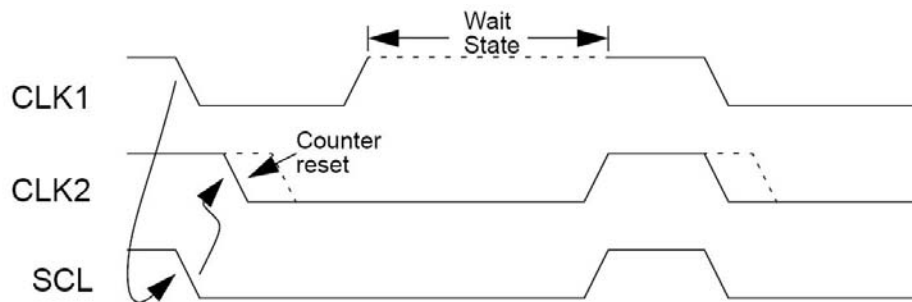 Wait
State
CLK1
Counter
reset
CLK2
SCL